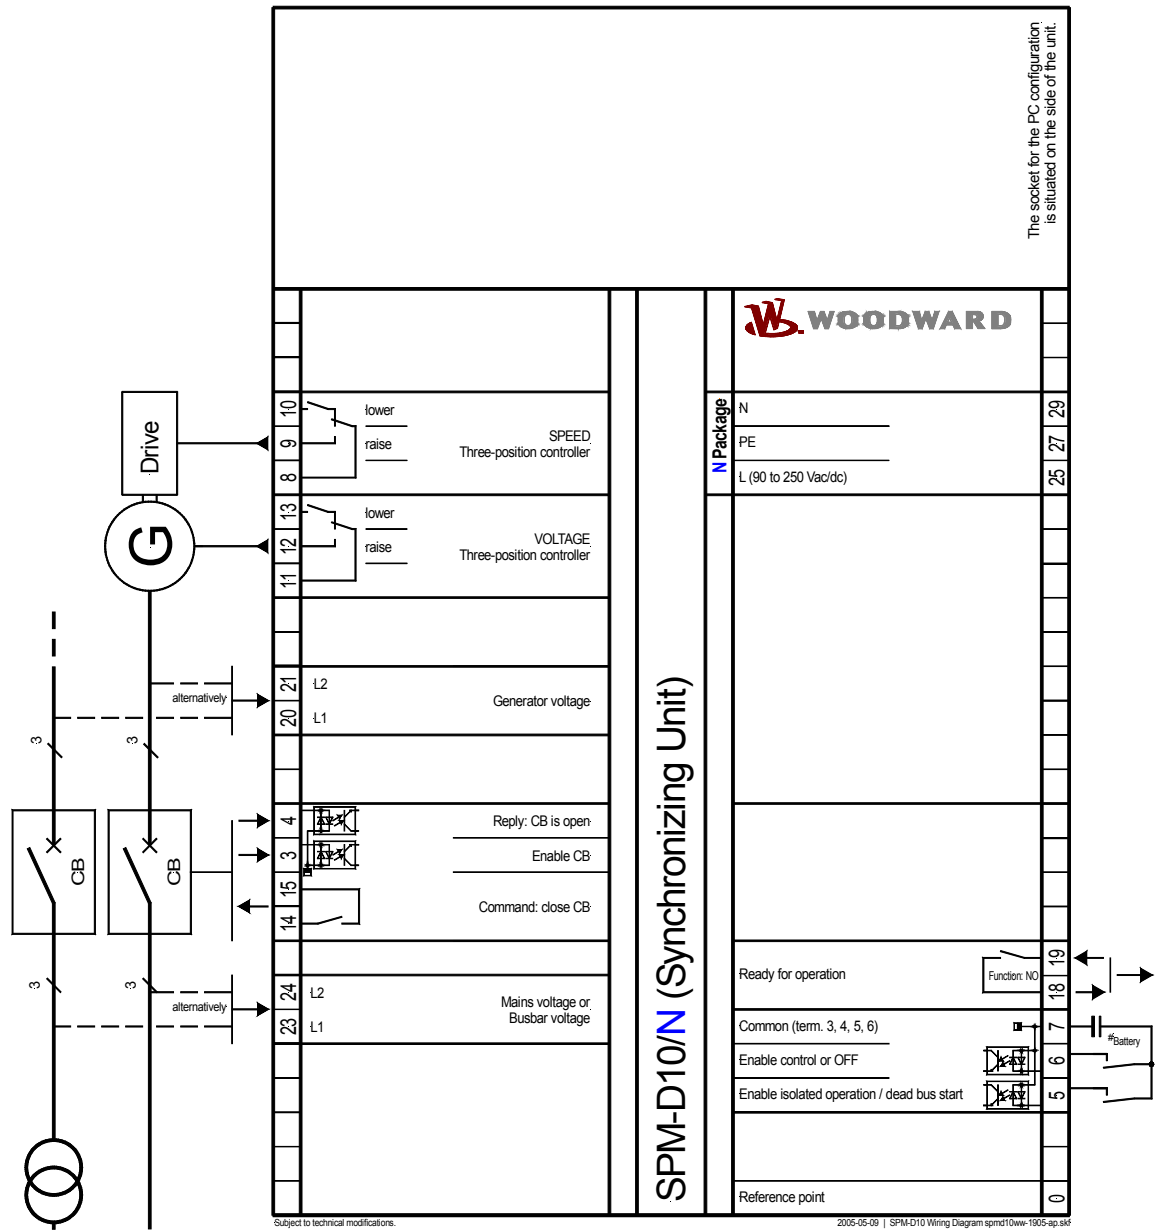 The socket for the PC configuration
is situated on the side of the unit.
WOODWARD
Drive
G
10
lower
9
raise
8
SPEED
Three-position controller
13
lower
12
raise
11
VOLTAGE
Three-position controller
N Package
N
29
PE
27
L (90 to 250 Vac/dc)
25
alternatively
21
L2
20
L1
Generator voltage
3
3
CB
CB
4
Reply: CB is open
3
Enable CB
15
14
Command: close CB
3
3
alternatively
24
L2
23
L1
Mains voltage or
Busbar voltage
SPM-D10/N (Synchronizing Unit)
Ready for operation
Function: NO
19
18
Common (term. 3, 4, 5, 6)
7
#Battery
Enable control or OFF
6
Enable isolated operation / dead bus start
5
Reference point
0
Subject to technical modifications.
2005-05-09 | SPM-D10 Wiring Diagram spmd10ww-1905-ap.skf